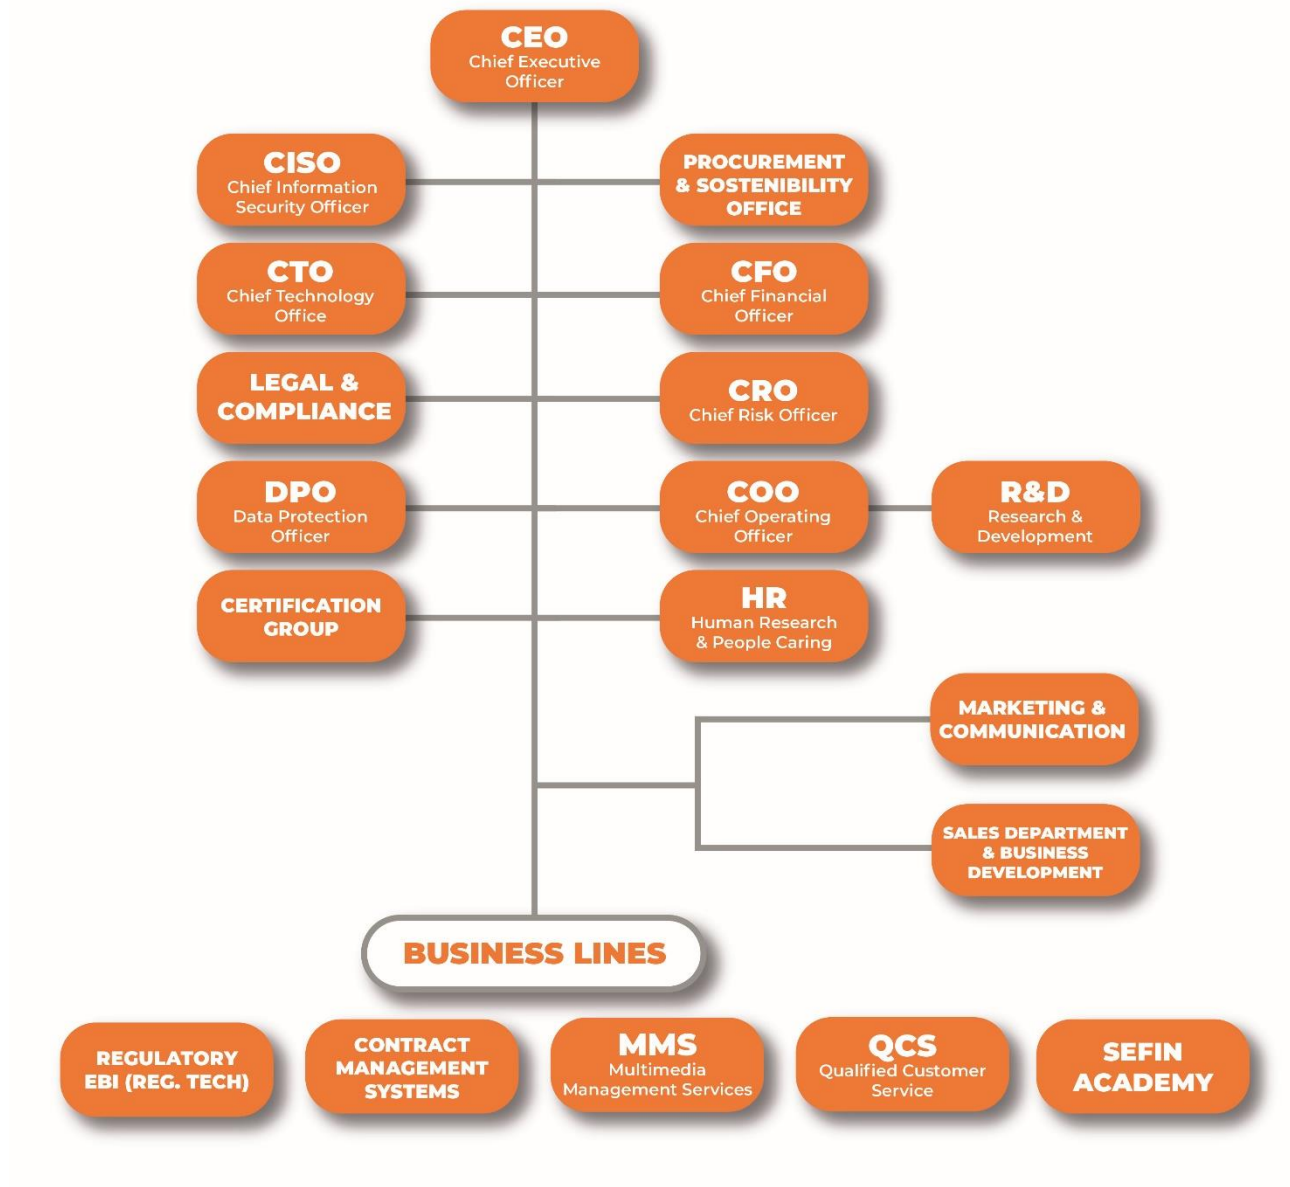 CEO
Chief Executive
Officer
CISO
Chief Information
Security Officer
PROCUREMENT
& SOSTENIBILITY
OFFICE
CTO
Chief Technology
Office
CFO
Chief Financial
Officer
LEGAL &
COMPLIANCE
CRO
Chief Risk Officer
DPO
Data Protection
Officer
COO
Chief Operating
Officer
R&D
Research &
Development
CERTIFICATION
GROUP
HR
Human Research
& People Caring
MARKETING &
COMMUNICATION
SALES DEPARTMENT
& BUSINESS
DEVELOPMENT
BUSINESS LINES
REGULATORY
EBI (REG. TECH)
CONTRACT
MANAGEMENT
SYSTEMS
MMS
Multimedia
Management Services
QCS
Qualified Customer
Service
SEFIN
ACADEMY